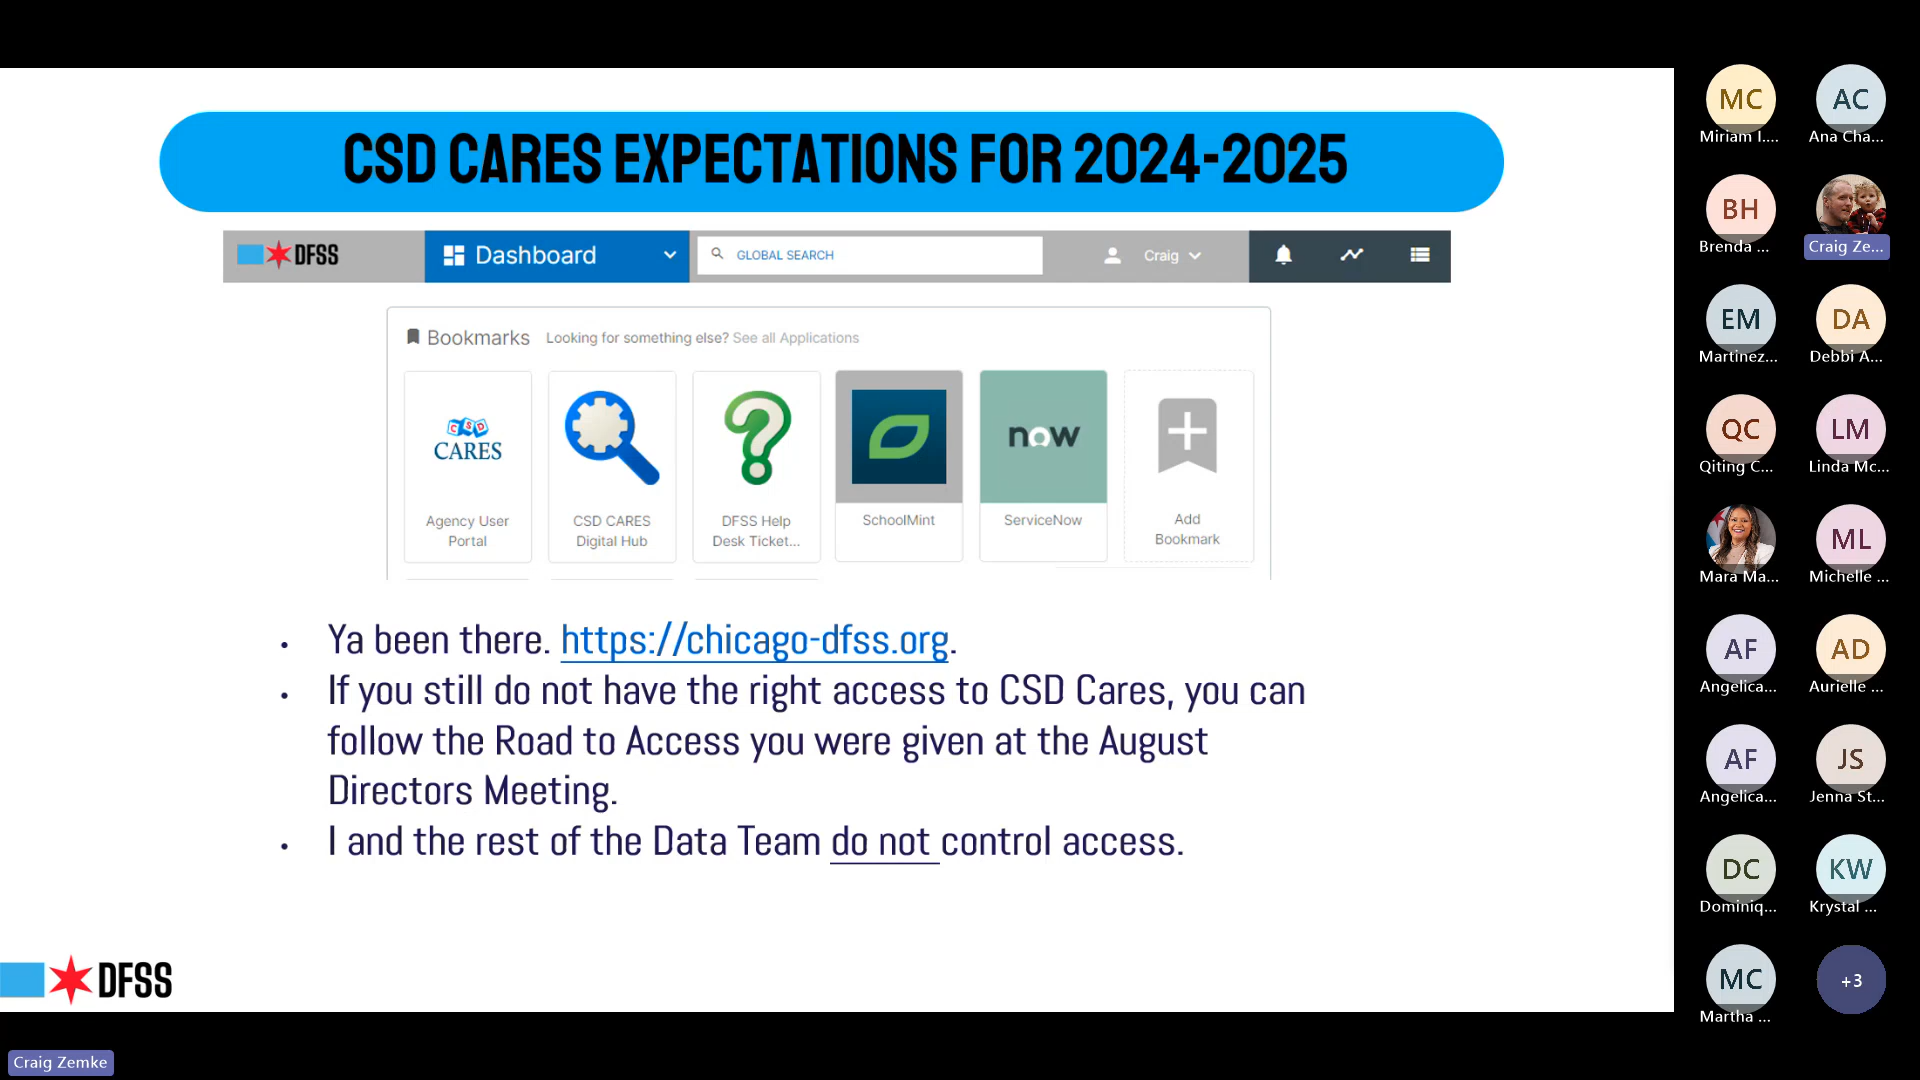 CSD CARES EXPECTATIONS FOR 2024-2025
DFSS
Dashboard
GLOBAL SEARCH
Craig
Bookmarks
Looking for something else? See all Applications
CSD
CARES
Agency User
Portal
CSD CARES
Digital Hub
DFSS Help
Desk Ticket...
SchoolMint
now
ServiceNow
Add
Bookmark
Ya been there. https://chicago-dfss.org.
If you still do not have the right access to CSD Cares, you can
follow the Road to Access you were given at the August
Directors Meeting.
I and the rest of the Data Team do not control access.
DFSS
Craig Zemke
MC
Miriam I....
AC
Ana Cha...
BH
Brenda ...
Craig Ze...
EM
Martinez...
DA
Debbi A...
QC
Qiting C...
LM
Linda Mc...
Mara Ma...
ML
Michelle ...
AF
Angelica...
AD
Aurielle ...
AF
Angelica...
JS
Jenna St...
DC
Dominiq...
KW
Krystal ...
MC
Martha ...
+3